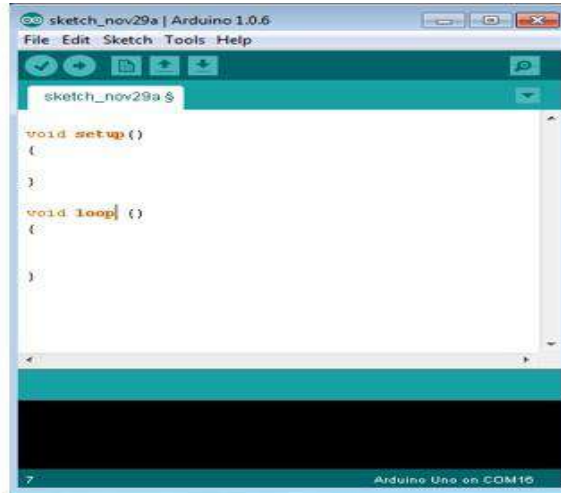 sketch_nov29a | Arduino 1.0.6
File Edit Sketch Tools Help
sketch_nov29a §
void setup()
{
}
void loop ()
{
}
7 Arduino Uno on COM16